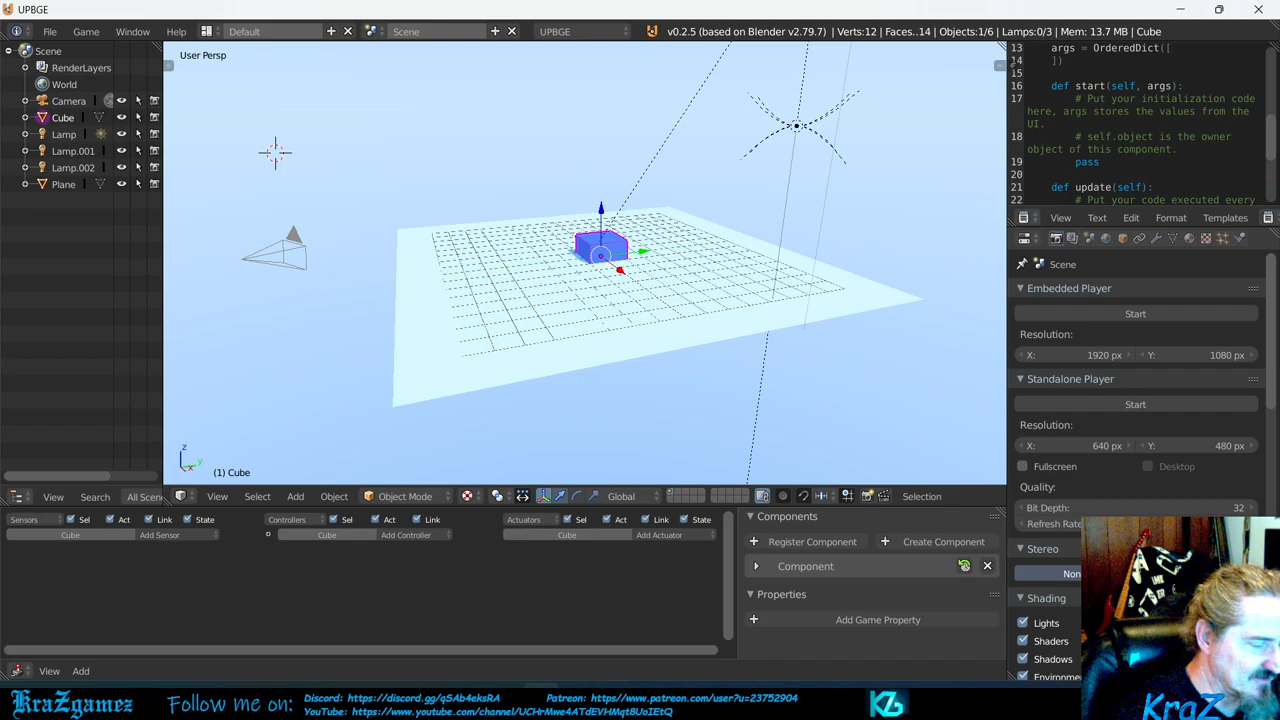 UPBGE
File Game Window Help Default Scene UPBGE v0.2.5 (based on Blender v2.79.7) | Verts:12 | Faces..14 | Objects:1/6 | Lamps:0/3 | Mem: 13.7 MB | Cube
Scene
RenderLayers
World
Camera
Cube
Lamp
Lamp.001
Lamp.002
Plane
View Search All Scen
User Persp
z
y
x
(1) Cube
View Select Add Object Object Mode Global Selection
13 args = OrderedDict([
14 ])
15
16 def start(self, args):
17 # Put your initialization code
here, args stores the values from the
UI.
18 # self.object is the owner
object of this component.
19 pass
20
21 def update(self):
22 # Put your code executed every
View Text Edit Format Templates
Scene
Embedded Player
Start
Resolution:
X: 1920 px Y: 1080 px
Standalone Player
Start
Resolution:
X: 640 px Y: 480 px
Fullscreen Desktop
Quality:
Bit Depth: 32
Refresh Rate
Stereo
Non
Shading
Lights
Shaders
Shadows
Environme
Sensors Sel Act Link State Controllers Sel Act Link Actuators Sel Act Link State
Cube Add Sensor Cube Add Controller Cube Add Actuator
Components
Register Component Create Component
Component
Properties
Add Game Property
View Add
KraZgames Follow me on: Discord: https://discord.gg/qSAb4eksRA Patreon: https//www.patreon.com/user?u=23752904
YouTube: https://www.youtube.com/channel/UCHrMwe4ATdEVHMqt8UoIEtQ
KZ
KraZ